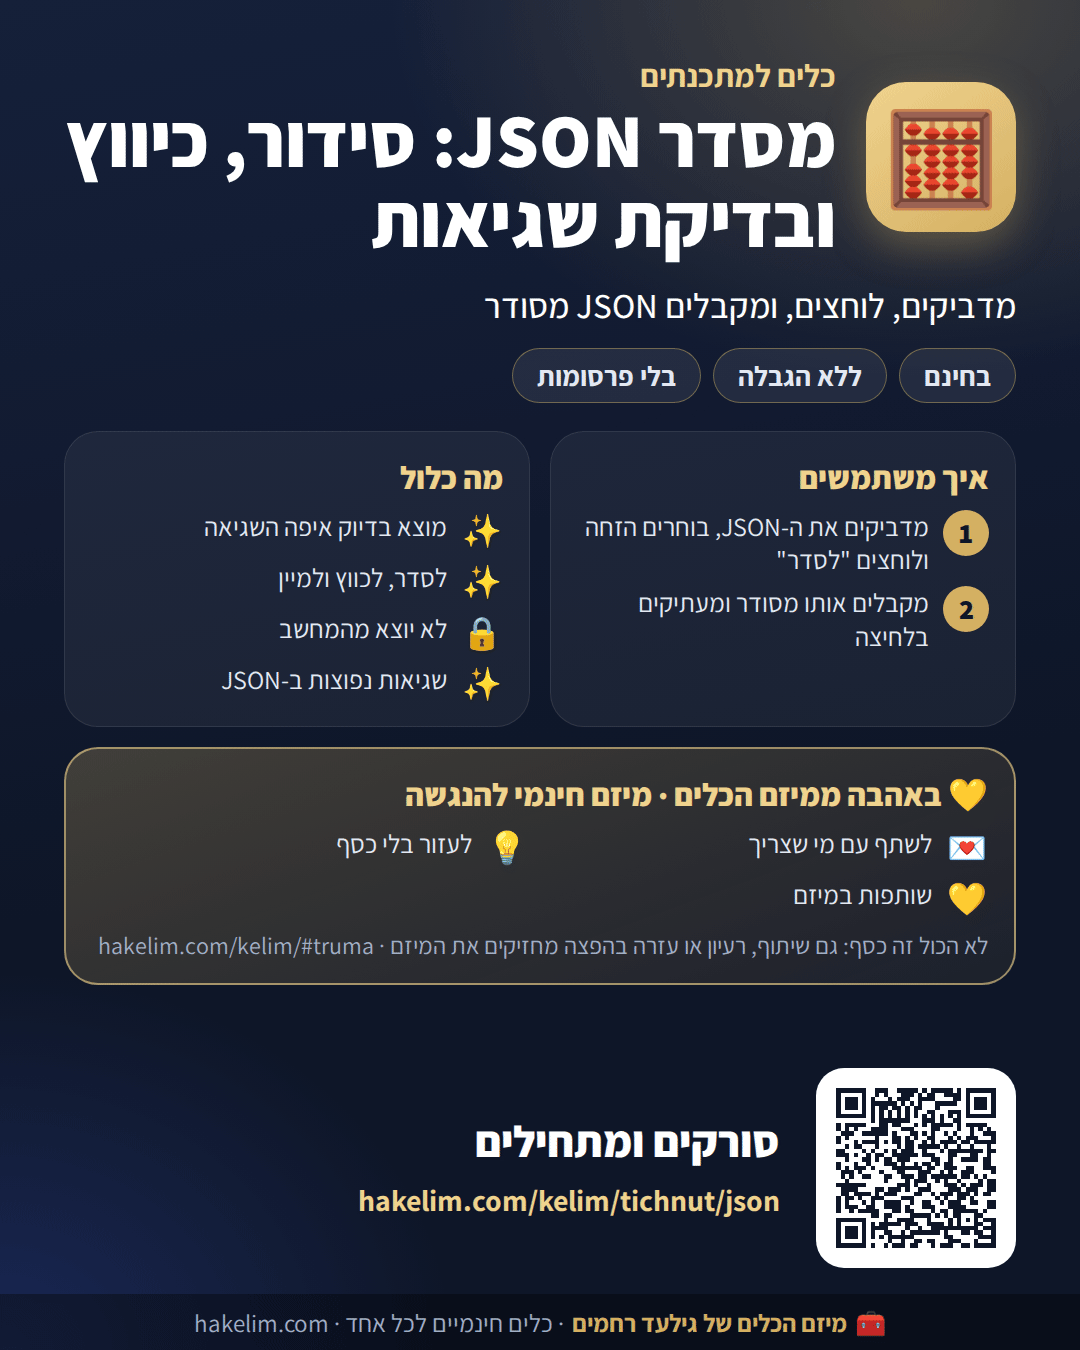 כלים למתכנתים
מסדר JSON: סידור, כיווץ
ובדיקת שגיאות
מדביקים, לוחצים, ומקבלים JSON מסודר
בחינם
ללא הגבלה
בלי פרסומות
איך משתמשים
1 מדביקים את ה-JSON, בוחרים הזחה
ולוחצים "לסדר"
2 מקבלים אותו מסודר ומעתיקים
בלחיצה
מה כלול
מוצא בדיוק איפה השגיאה
לסדר, לכווץ ולמיין
לא יוצא מהמחשב
שגיאות נפוצות ב-JSON
באהבה ממיזם הכלים · מיזם חינמי להנגשה
לשתף עם מי שצריך
לעזור בלי כסף
שותפות במיזם
לא הכול זה כסף: גם שיתוף, רעיון או עזרה בהפצה מחזיקים את המיזם · hakelim.com/kelim/#truma
סורקים ומתחילים
hakelim.com/kelim/tichnut/json
מיזם הכלים של גילעד רחמים · כלים חינמיים לכל אחד · hakelim.com